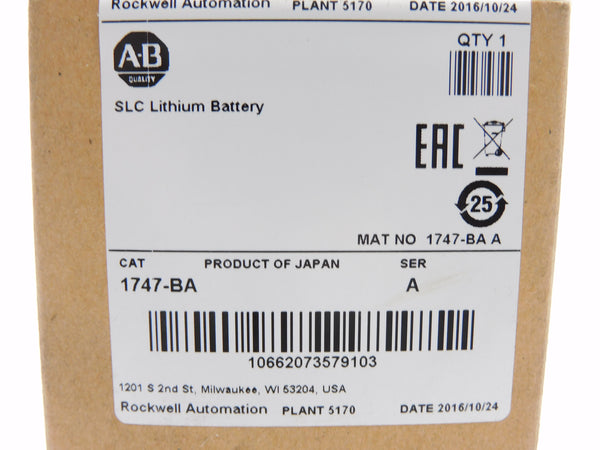 Rockwell Automation PLANT 5170 DATE 2016/10/24
A-B
QUALITY
QTY 1
SLC Lithium Battery
EAC
25
MAT NO 1747-BA A
CAT PRODUCT OF JAPAN SER
1747-BA A
10662073579103
1201 S 2nd St, Milwaukee, WI 53204, USA
Rockwell Automation PLANT 5170 DATE 2016/10/24